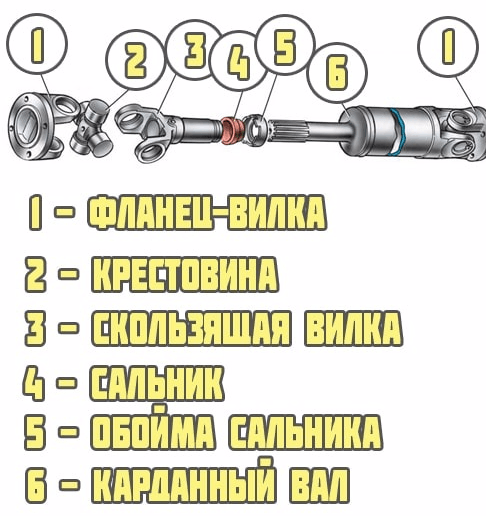 1 2 3 4 5 6 1
1 - ФЛАНЕЦ-ВИЛКА
2 - КРЕСТОВИНА
3 - СКОЛЬЗЯЩАЯ ВИЛКА
4 - САЛЬНИК
5 - ОБОЙМА САЛЬНИКА
6 - КАРДАННЫЙ ВАЛ